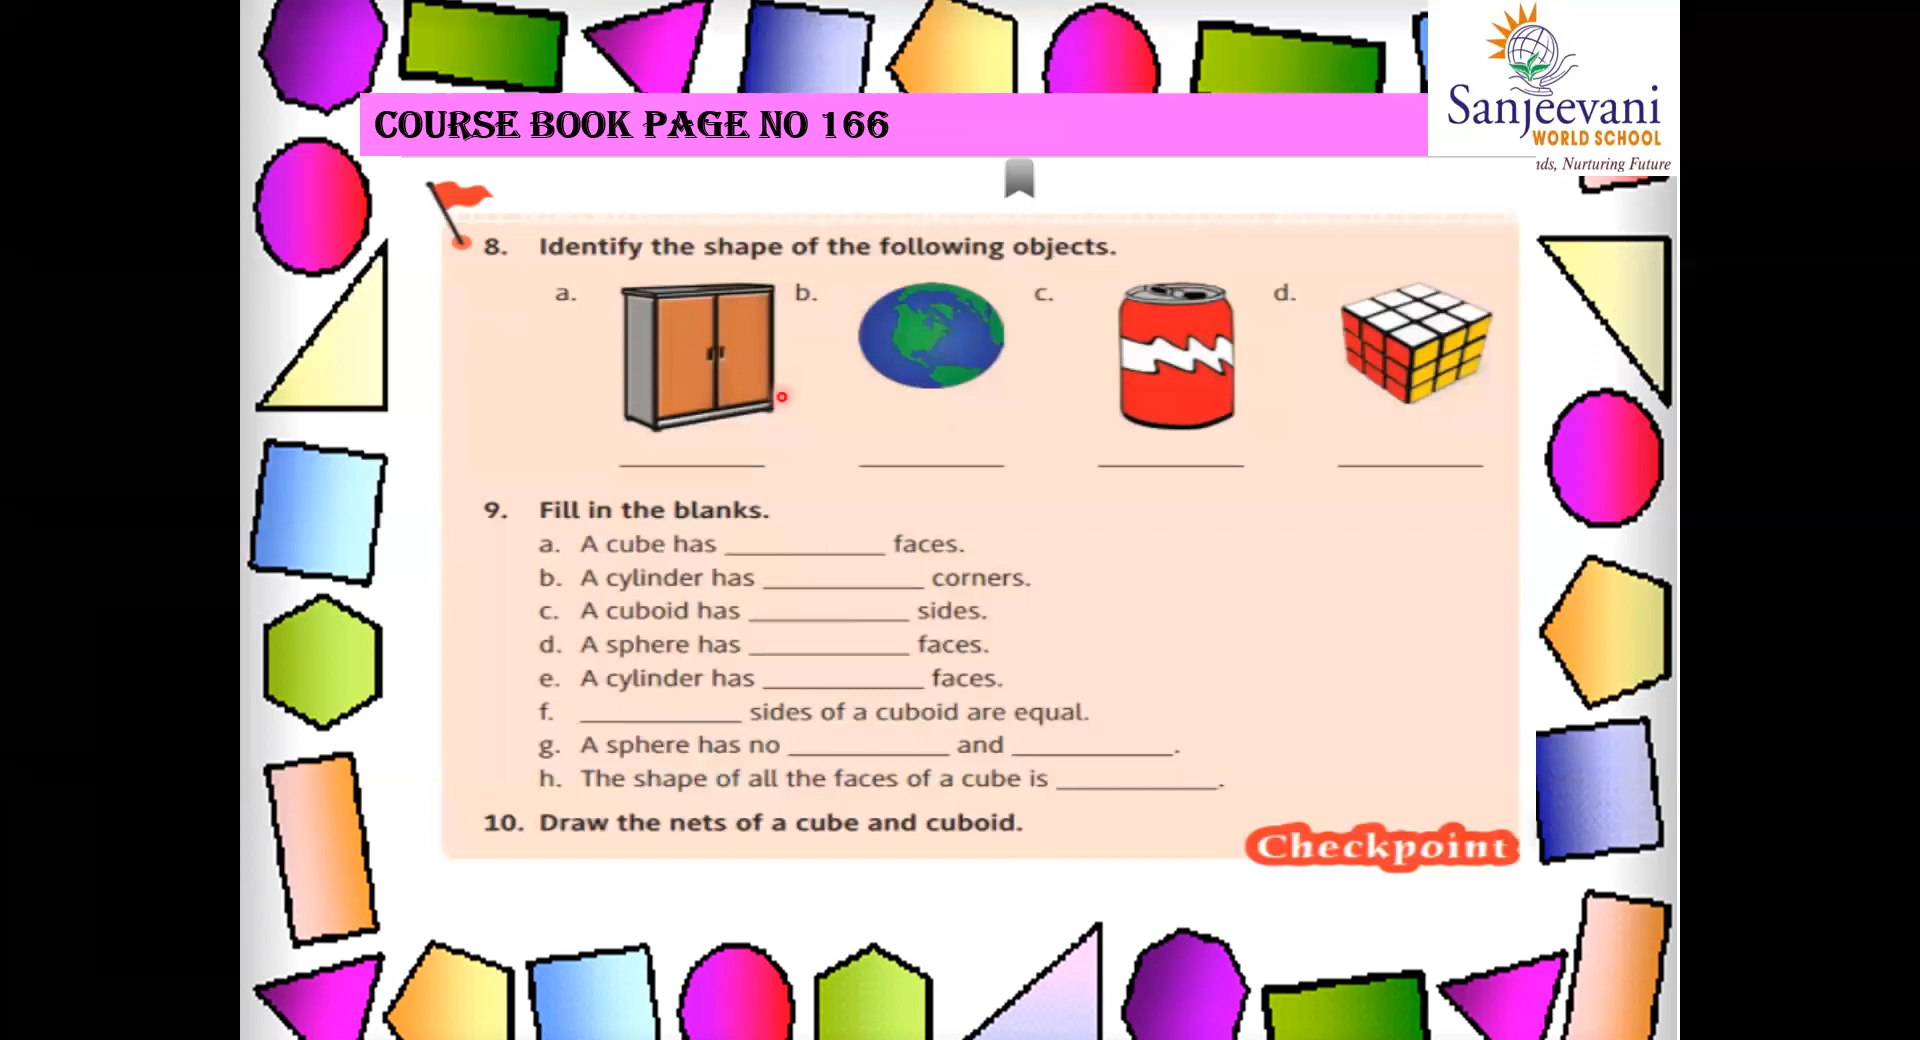 COURSE BOOK PAGE NO 166
Sanjeevani
WORLD SCHOOL
Nurturing Future
8. Identify the shape of the following objects.
a. b. c. d.
9. Fill in the blanks.
a. A cube has ____________ faces.
b. A cylinder has ____________ corners.
c. A cuboid has ____________ sides.
d. A sphere has ____________ faces.
e. A cylinder has ____________ faces.
f. ____________ sides of a cuboid are equal.
g. A sphere has no ____________ and ____________.
h. The shape of all the faces of a cube is ____________.
10. Draw the nets of a cube and cuboid.
Checkpoint